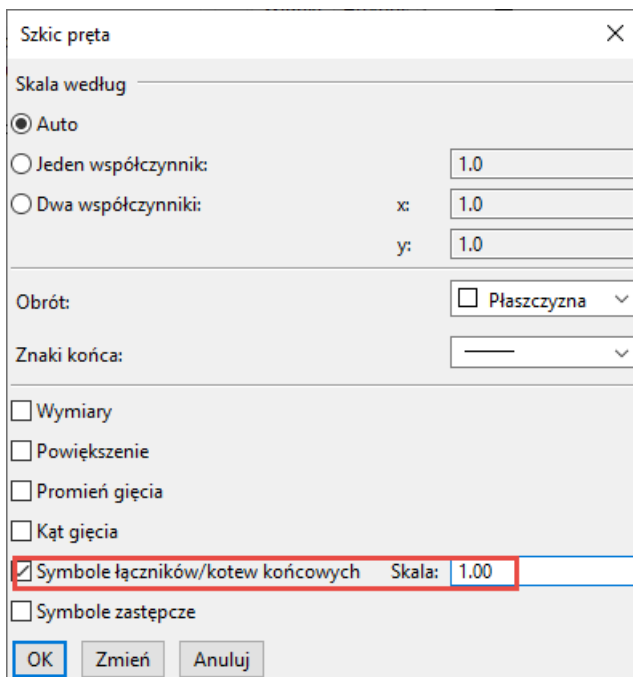 Szkic pręta
Skala według
Auto
Jeden współczynnik: 1.0
Dwa współczynniki: x: 1.0
y: 1.0
Obrót: Płaszczyzna
Znaki końca:
Wymiary
Powiększenie
Promień gięcia
Kąt gięcia
Symbole łączników/kotew końcowych Skala: 1.00
Symbole zastępcze
OK Zmień Anuluj